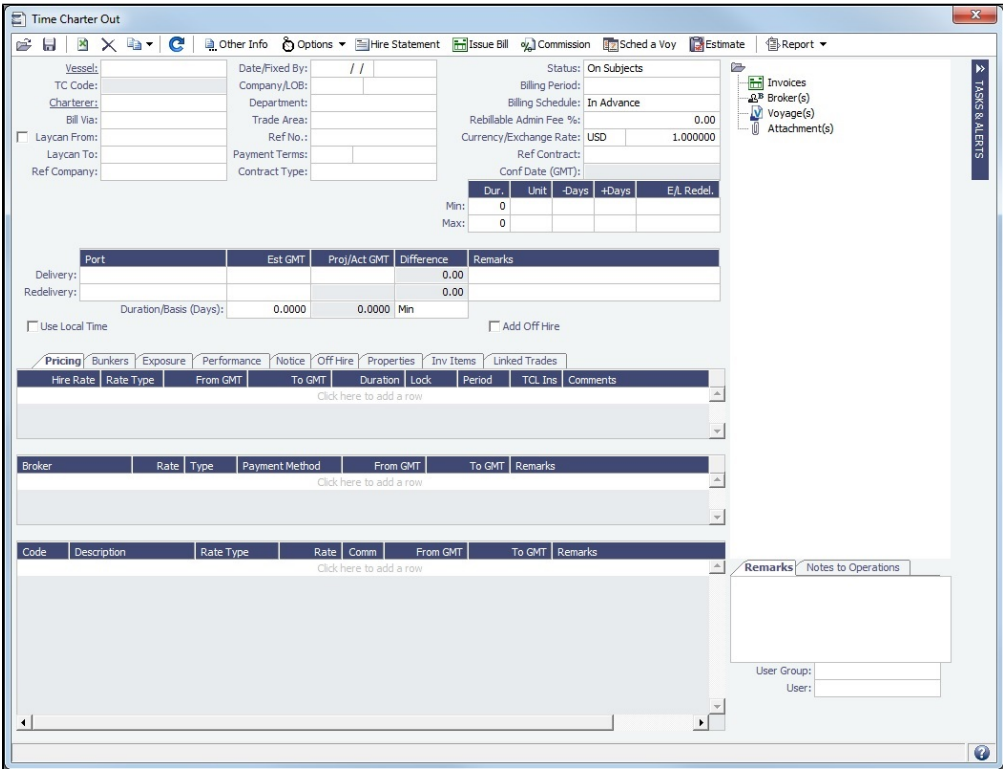 Time Charter Out
Other Info Options Hire Statement Issue Bill Commission Sched a Voy Estimate Report
Vessel: Date/Fixed By: / / Status: On Subjects
TC Code: Company/LOB: Billing Period:
Charterer: Department: Billing Schedule: In Advance
Bill Via: Trade Area: Rebillable Admin Fee %: 0.00
Laycan From: Ref No.: Currency/Exchange Rate: USD 1.000000
Laycan To: Payment Terms: Ref Contract:
Ref Company: Contract Type: Conf Date (GMT):
Dur. Unit -Days +Days E/L Redel.
Min: 0
Max: 0
Invoices
Broker(s)
Voyage(s)
Attachment(s)
TASKS & ALERTS
Port Est GMT Proj/Act GMT Difference Remarks
Delivery: 0.00
Redelivery: 0.00
Duration/Basis (Days): 0.0000 0.0000 Min
Use Local Time Add Off Hire
Pricing Bunkers Exposure Performance Notice Off Hire Properties Inv Items Linked Trades
Hire Rate Rate Type From GMT To GMT Duration Lock Period TCL Ins Comments
Click here to add a row
Broker Rate Type Payment Method From GMT To GMT Remarks
Click here to add a row
Code Description Rate Type Rate Comm From GMT To GMT Remarks
Click here to add a row
Remarks Notes to Operations
User Group:
User: